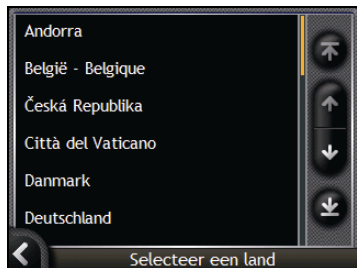 Andorra
België - Belgique
Česká Republika
Città del Vaticano
Danmark
Deutschland
Selecteer een land